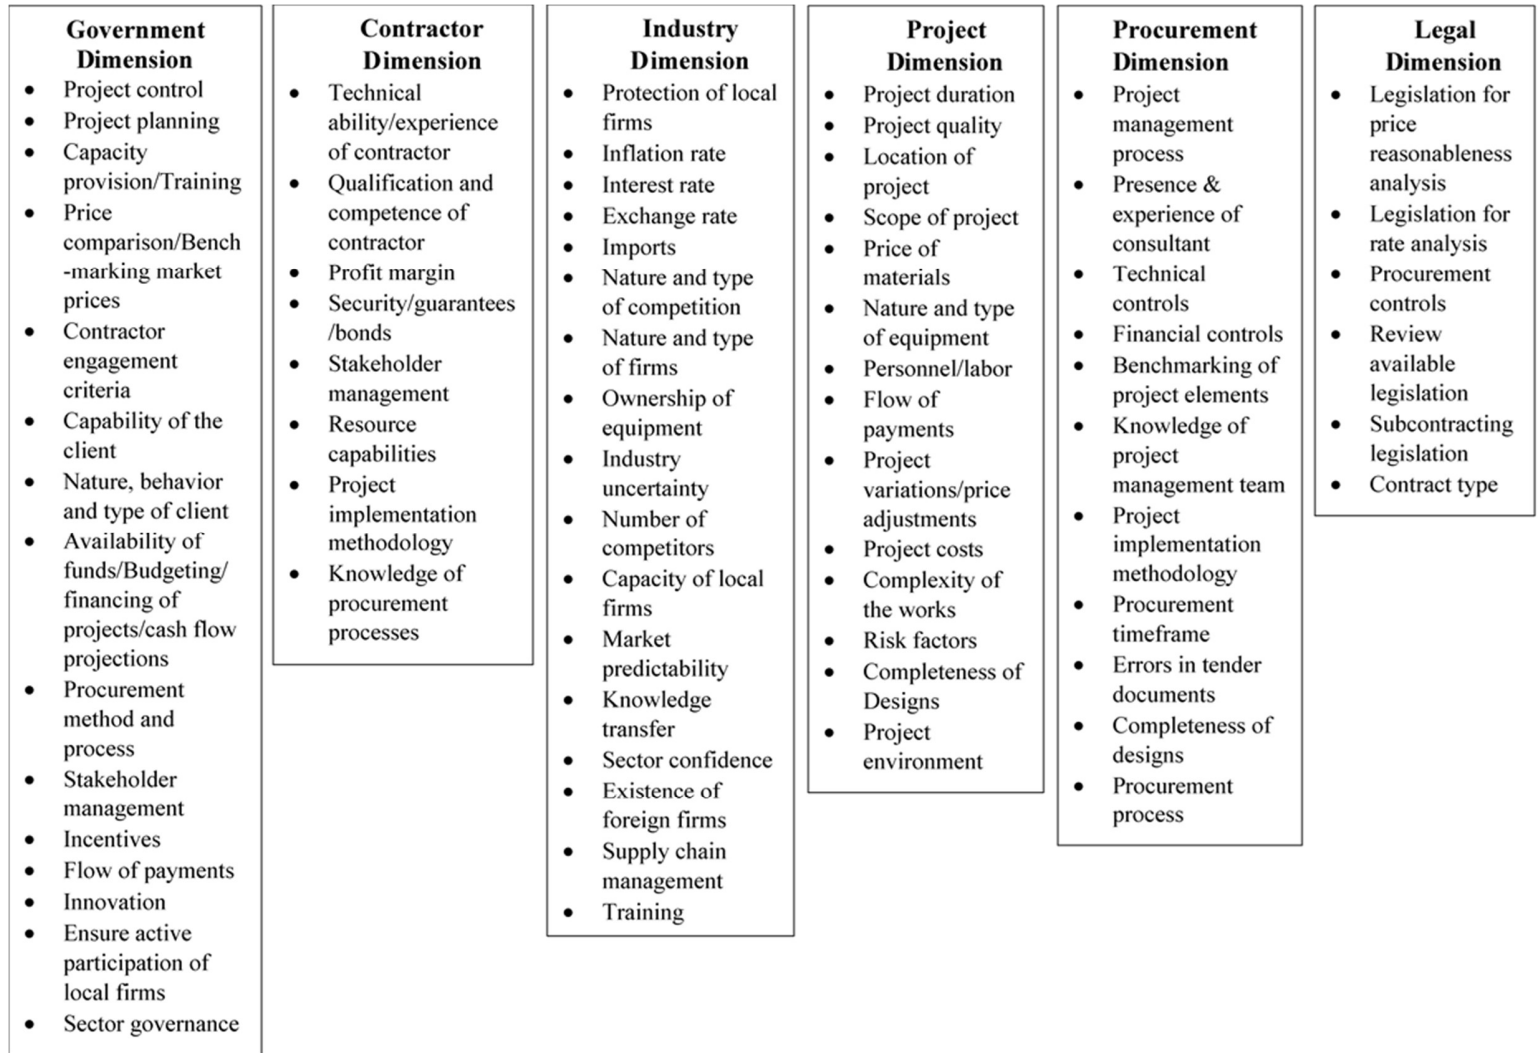 Government
Dimension
• Project control
• Project planning
• Capacity
provision/Training
• Price
comparison/Bench
-marking market
prices
• Contractor
engagement
criteria
• Capability of the
client
• Nature, behavior
and type of client
• Availability of
funds/Budgeting/
financing of
projects/cash flow
projections
• Procurement
method and
process
• Stakeholder
management
• Incentives
• Flow of payments
• Innovation
• Ensure active
participation of
local firms
• Sector governance
Contractor
Dimension
• Technical
ability/experience
of contractor
• Qualification and
competence of
contractor
• Profit margin
• Security/guarantees
/bonds
• Stakeholder
management
• Resource
capabilities
• Project
implementation
methodology
• Knowledge of
procurement
processes
Industry
Dimension
• Protection of local
firms
• Inflation rate
• Interest rate
• Exchange rate
• Imports
• Nature and type
of competition
• Nature and type
of firms
• Ownership of
equipment
• Industry
uncertainty
• Number of
competitors
• Capacity of local
firms
• Market
predictability
• Knowledge
transfer
• Sector confidence
• Existence of
foreign firms
• Supply chain
management
• Training
Project
Dimension
• Project duration
• Project quality
• Location of
project
• Scope of project
• Price of
materials
• Nature and type
of equipment
• Personnel/labor
• Flow of
payments
• Project
variations/price
adjustments
• Project costs
• Complexity of
the works
• Risk factors
• Completeness of
Designs
• Project
environment
Procurement
Dimension
• Project
management
process
• Presence &
experience of
consultant
• Technical
controls
• Financial controls
• Benchmarking of
project elements
• Knowledge of
project
management team
• Project
implementation
methodology
• Procurement
timeframe
• Errors in tender
documents
• Completeness of
designs
• Procurement
process
Legal
Dimension
• Legislation for
price
reasonableness
analysis
• Legislation for
rate analysis
• Procurement
controls
• Review
available
legislation
• Subcontracting
legislation
• Contract type